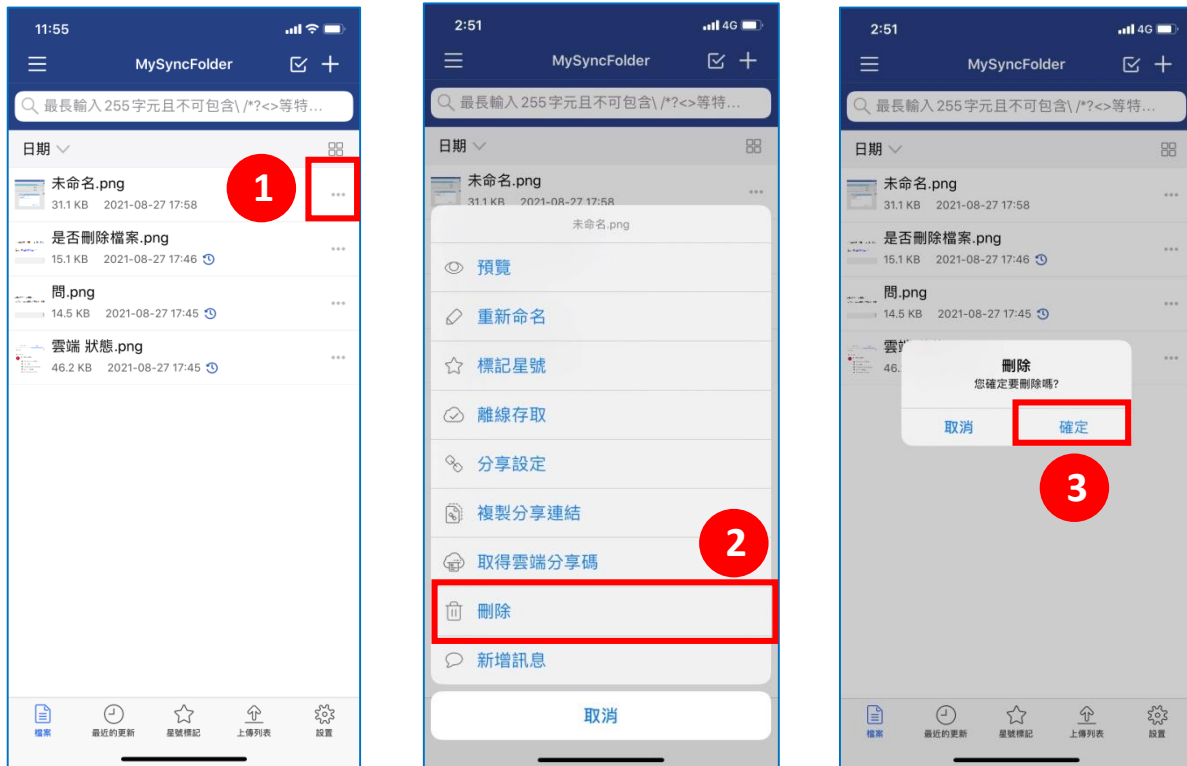 11:55
MySyncFolder
最長輸入255字元且不可包含\/*?<>等特...
日期
未命名.png
31.1 KB 2021-08-27 17:58
1
是否刪除檔案.png
15.1 KB 2021-08-27 17:46
問.png
14.5 KB 2021-08-27 17:45
雲端 狀態.png
46.2 KB 2021-08-27 17:45
檔案 最近的更新 星號標記 上傳列表 設置
2:51 4G
MySyncFolder
最長輸入255字元且不可包含\/*?<>等特...
日期
未命名.png
31.1 KB 2021-08-27 17:58
未命名.png
預覽
重新命名
標記星號
離線存取
分享設定
複製分享連結
2
取得雲端分享碼
刪除
新增訊息
取消
2:51 4G
MySyncFolder
最長輸入255字元且不可包含\/*?<>等特...
日期
未命名.png
31.1 KB 2021-08-27 17:58
是否刪除檔案.png
15.1 KB 2021-08-27 17:46
問.png
14.5 KB 2021-08-27 17:45
雲
46.
刪除
您確定要刪除嗎?
取消 確定
3
檔案 最近的更新 星號標記 上傳列表 設置